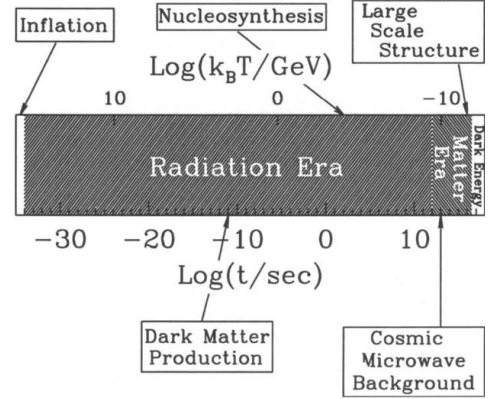 Inflation
Nucleosynthesis
Large
Scale
Structure
Log(k_BT/GeV)
10 0 −10
Radiation Era
Matter
Era
Dark Energy
−30 −20 −10 0 10
Log(t/sec)
Dark Matter
Production
Cosmic
Microwave
Background